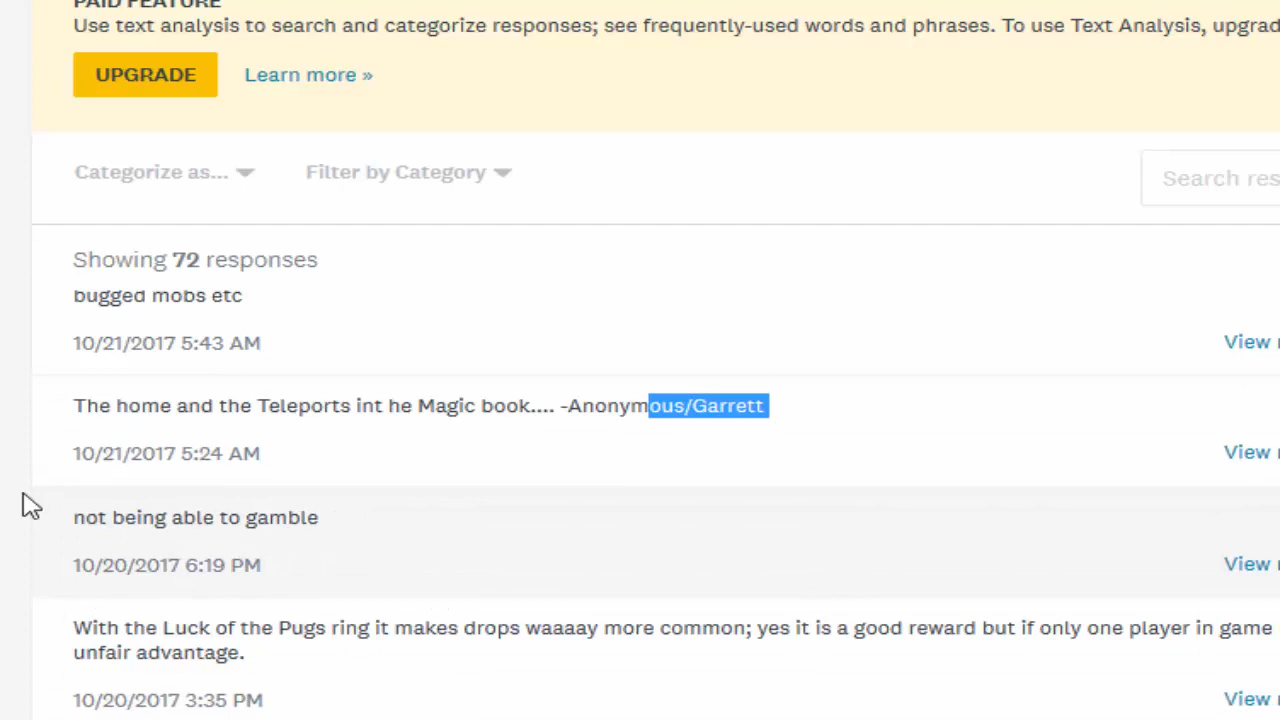 PAID FEATURE
Use text analysis to search and categorize responses; see frequently-used words and phrases. To use Text Analysis, upgrad
UPGRADE Learn more »
Categorize as... Filter by Category Search res
Showing 72 responses
bugged mobs etc
10/21/2017 5:43 AM View
The home and the Teleports int he Magic book.... -Anonymous/Garrett
10/21/2017 5:24 AM View
not being able to gamble
10/20/2017 6:19 PM View
With the Luck of the Pugs ring it makes drops waaaay more common; yes it is a good reward but if only one player in game
unfair advantage.
10/20/2017 3:35 PM View